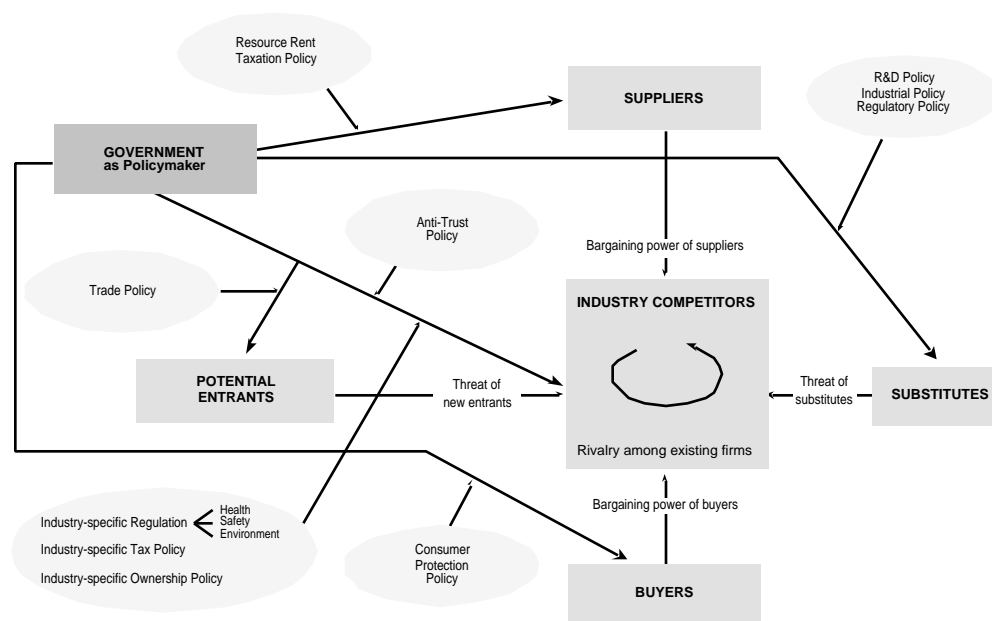 Resource Rent
Taxation Policy
R&D Policy
Industrial Policy
Regulatory Policy
SUPPLIERS
GOVERNMENT
as Policymaker
Anti-Trust
Policy
Bargaining power of suppliers
Trade Policy
INDUSTRY COMPETITORS
POTENTIAL
ENTRANTS
Threat of
new entrants
Threat of
substitutes
SUBSTITUTES
Rivalry among existing firms
Bargaining power of buyers
Industry-specific Regulation
Health
Safety
Environment
Industry-specific Tax Policy
Industry-specific Ownership Policy
Consumer
Protection
Policy
BUYERS